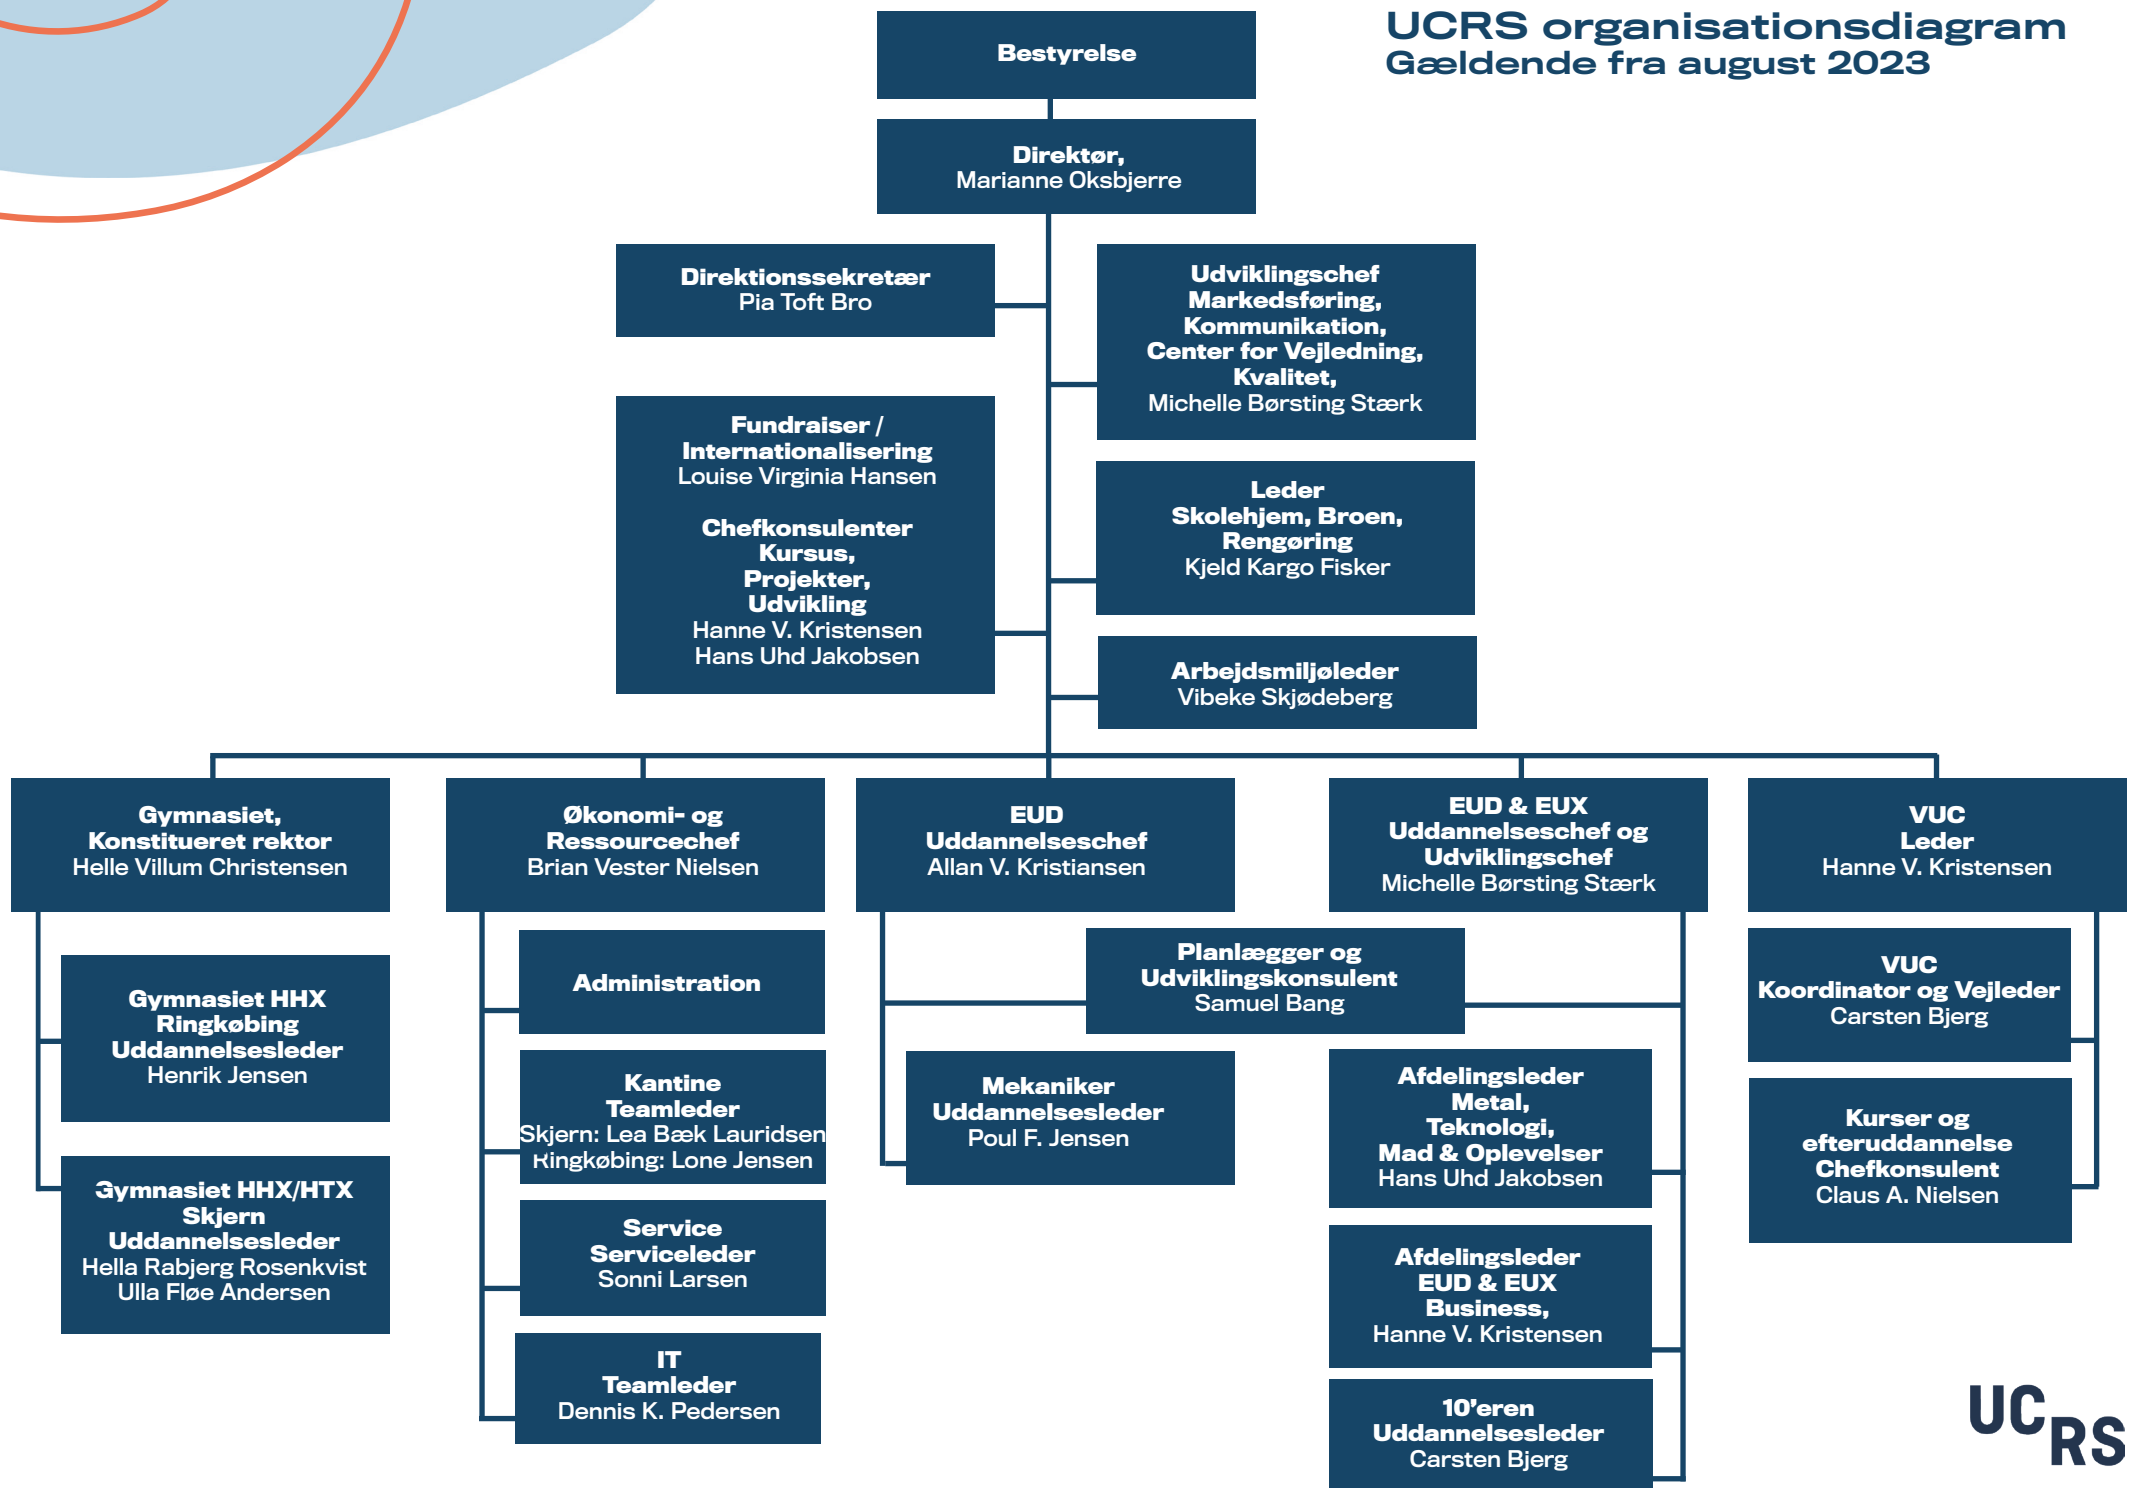 UCRS organisationsdiagram
Gældende fra august 2023
Bestyrelse
Direktør,
Marianne Oksbjerre
Direktionssekretær
Pia Toft Bro
Udviklingschef
Markedsføring,
Kommunikation,
Center for Vejledning,
Kvalitet,
Michelle Børsting Stærk
Fundraiser /
Internationalisering
Louise Virginia Hansen
Chefkonsulenter
Kursus,
Projekter,
Udvikling
Hanne V. Kristensen
Hans Uhd Jakobsen
Leder
Skolehjem, Broen,
Rengøring
Kjeld Kargo Fisker
Arbejdsmiljøleder
Vibeke Skjødeberg
Gymnasiet,
Konstitueret rektor
Helle Villum Christensen
Gymnasiet HHX
Ringkøbing
Uddannelsesleder
Henrik Jensen
Gymnasiet HHX/HTX
Skjern
Uddannelsesleder
Hella Rabjerg Rosenkvist
Ulla Fløe Andersen
Økonomi- og
Ressourcechef
Brian Vester Nielsen
Administration
Kantine
Teamleder
Skjern: Lea Bæk Lauridsen
Ringkøbing: Lone Jensen
Service
Serviceleder
Sonni Larsen
IT
Teamleder
Dennis K. Pedersen
EUD
Uddannelseschef
Allan V. Kristiansen
Planlægger og
Udviklingskonsulent
Samuel Bang
Mekaniker
Uddannelsesleder
Poul F. Jensen
EUD & EUX
Uddannelseschef og
Udviklingschef
Michelle Børsting Stærk
Afdelingsleder
Metal,
Teknologi,
Mad & Oplevelser
Hans Uhd Jakobsen
Afdelingsleder
EUD & EUX
Business,
Hanne V. Kristensen
10'eren
Uddannelsesleder
Carsten Bjerg
VUC
Leder
Hanne V. Kristensen
VUC
Koordinator og Vejleder
Carsten Bjerg
Kurser og
efteruddannelse
Chefkonsulent
Claus A. Nielsen
UC
RS